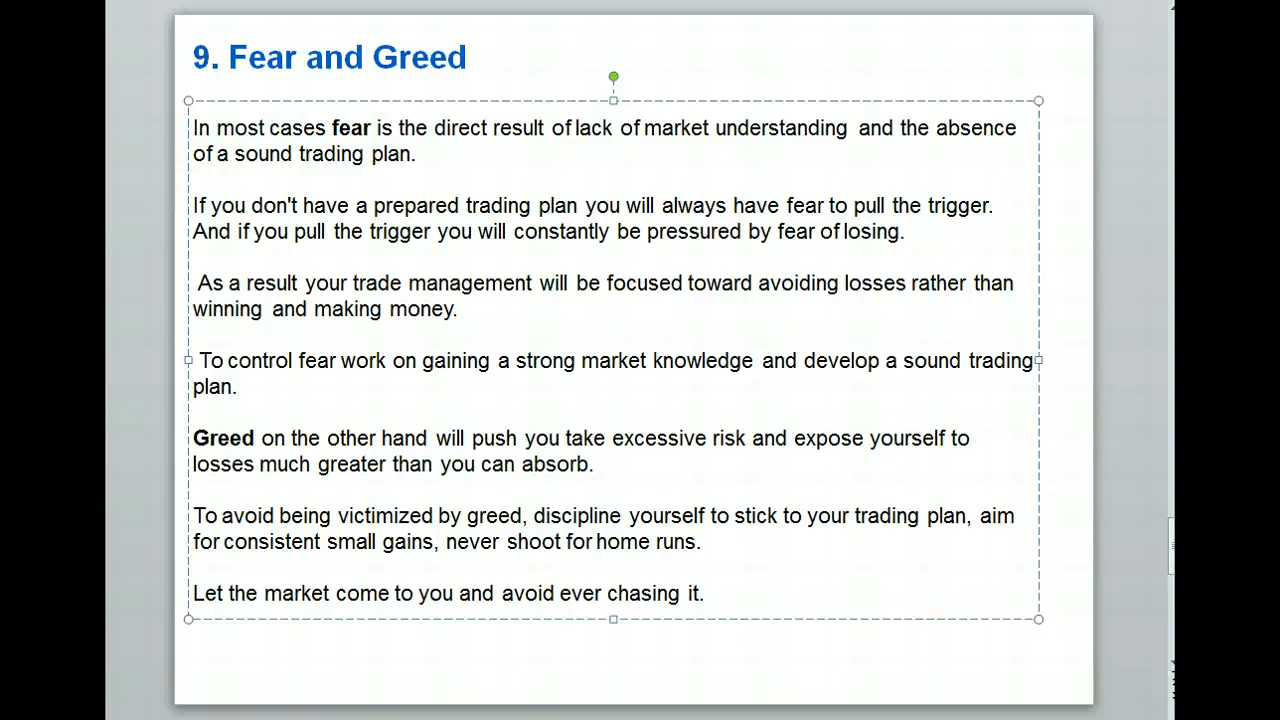 9. Fear and Greed
In most cases fear is the direct result of lack of market understanding and the absence
of a sound trading plan.
If you don't have a prepared trading plan you will always have fear to pull the trigger.
And if you pull the trigger you will constantly be pressured by fear of losing.
As a result your trade management will be focused toward avoiding losses rather than
winning and making money.
To control fear work on gaining a strong market knowledge and develop a sound trading
plan.
Greed on the other hand will push you take excessive risk and expose yourself to
losses much greater than you can absorb.
To avoid being victimized by greed, discipline yourself to stick to your trading plan, aim
for consistent small gains, never shoot for home runs.
Let the market come to you and avoid ever chasing it.